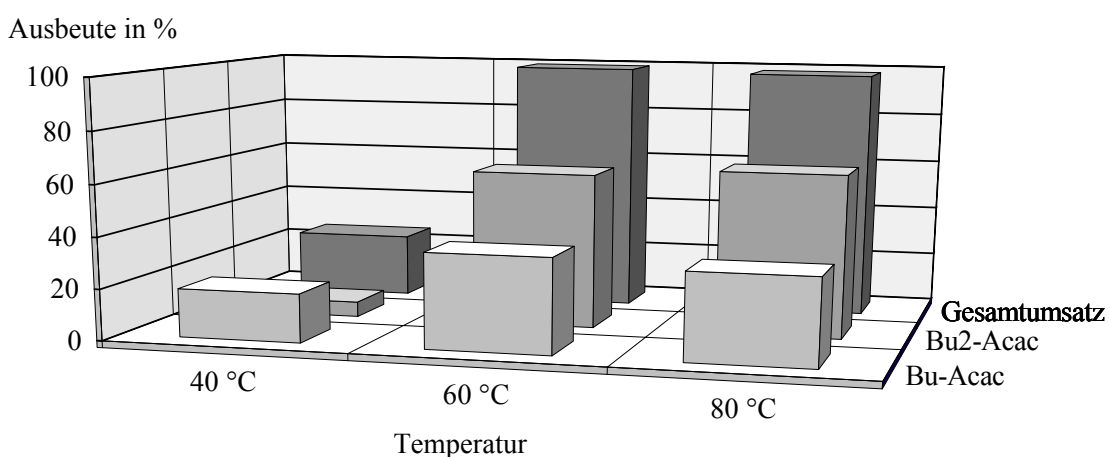 Ausbeute in %
100
80
60
40
20
0
Gesamtumsatz
Bu2-Acac
Bu-Acac
40 °C
60 °C
80 °C
Temperatur